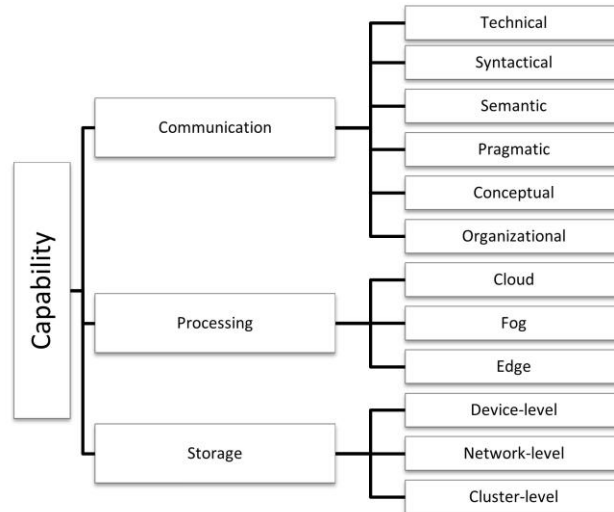 Capability
Communication
Technical
Syntactical
Semantic
Pragmatic
Conceptual
Organizational
Processing
Cloud
Fog
Edge
Storage
Device-level
Network-level
Cluster-level